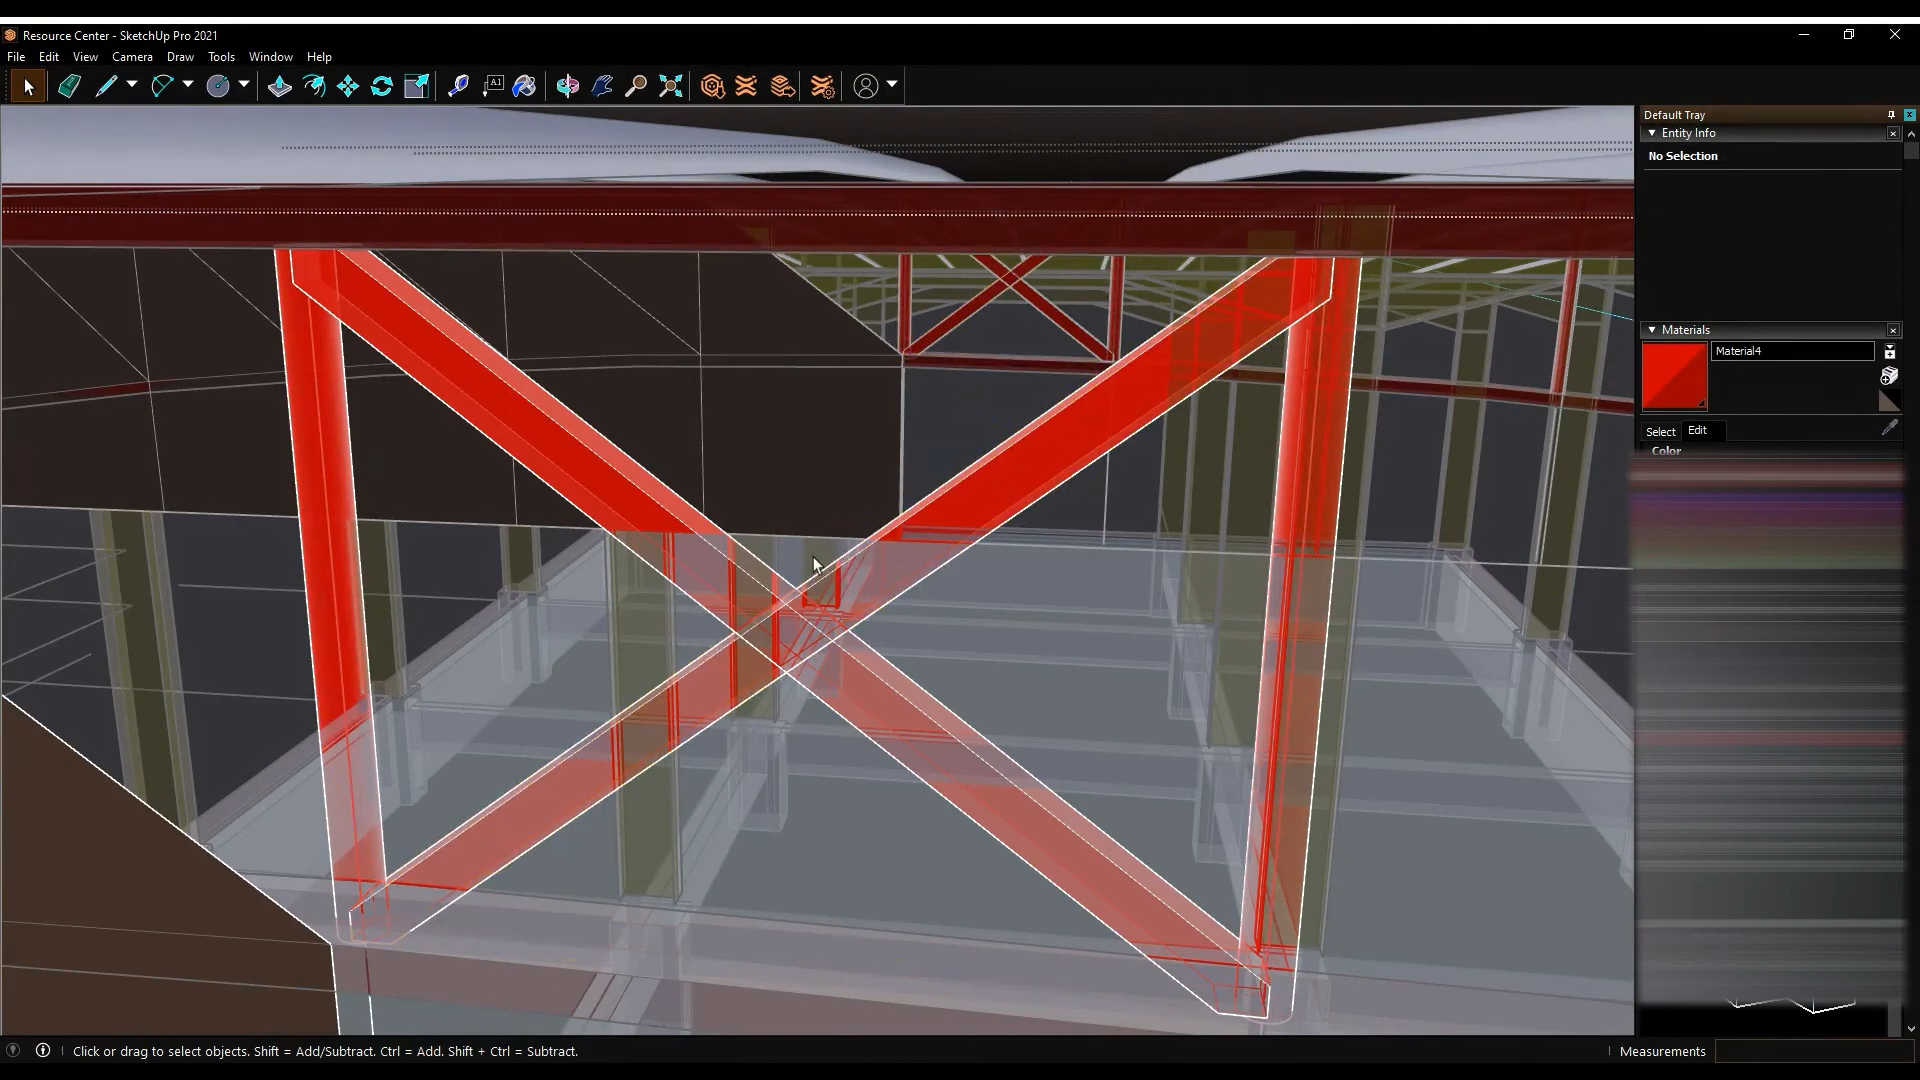 Resource Center - SketchUp Pro 2021
File Edit View Camera Draw Tools Window Help
A1
Default Tray
Entity Info
No Selection
Materials
Material4
Select Edit
Color
Click or drag to select objects. Shift = Add/Subtract. Ctrl = Add. Shift + Ctrl = Subtract.
Measurements